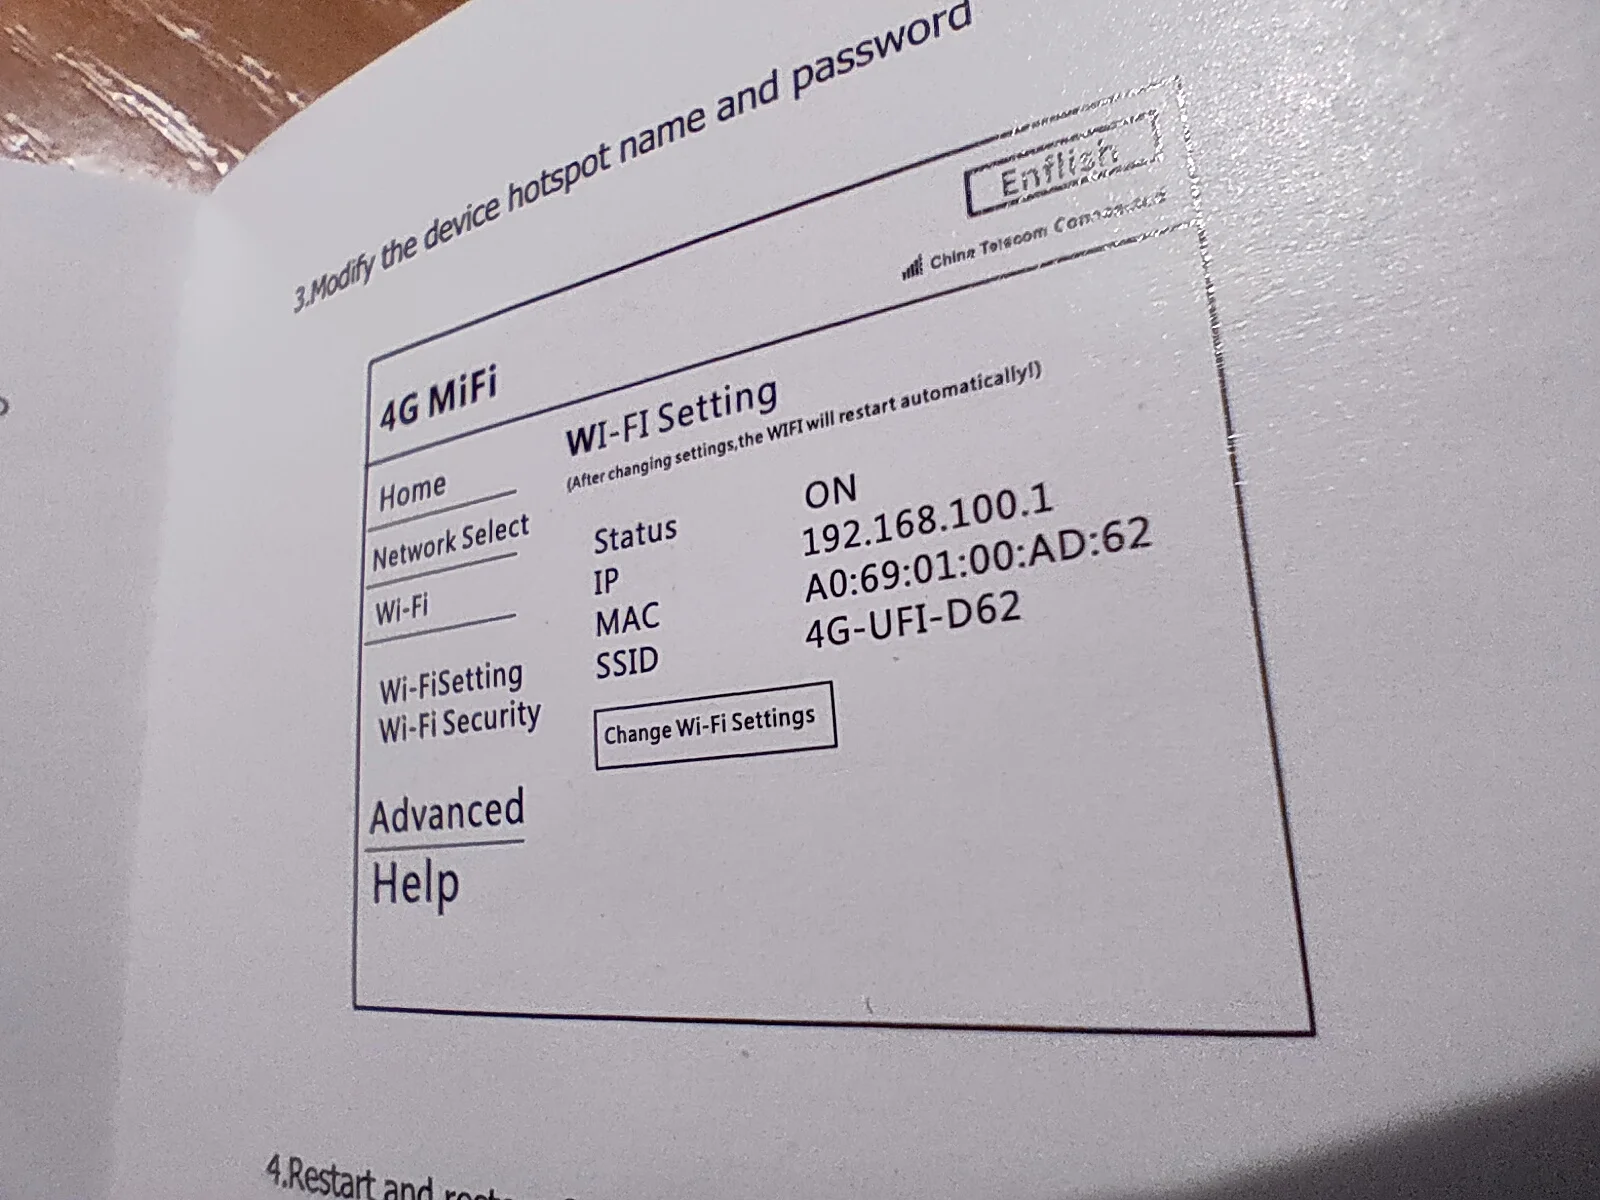 3.Modify the device hotspot name and password
Enflish
China Telecom
4G MiFi
WI-FI Setting
(After changing settings,the WIFI will restart automatically!)
Home
Network Select
Wi-Fi
Wi-FiSetting
Wi-Fi Security
Advanced
Help
Status ON
IP 192.168.100.1
MAC A0:69:01:00:AD:62
SSID 4G-UFI-D62
Change Wi-Fi Settings
4.Restart and